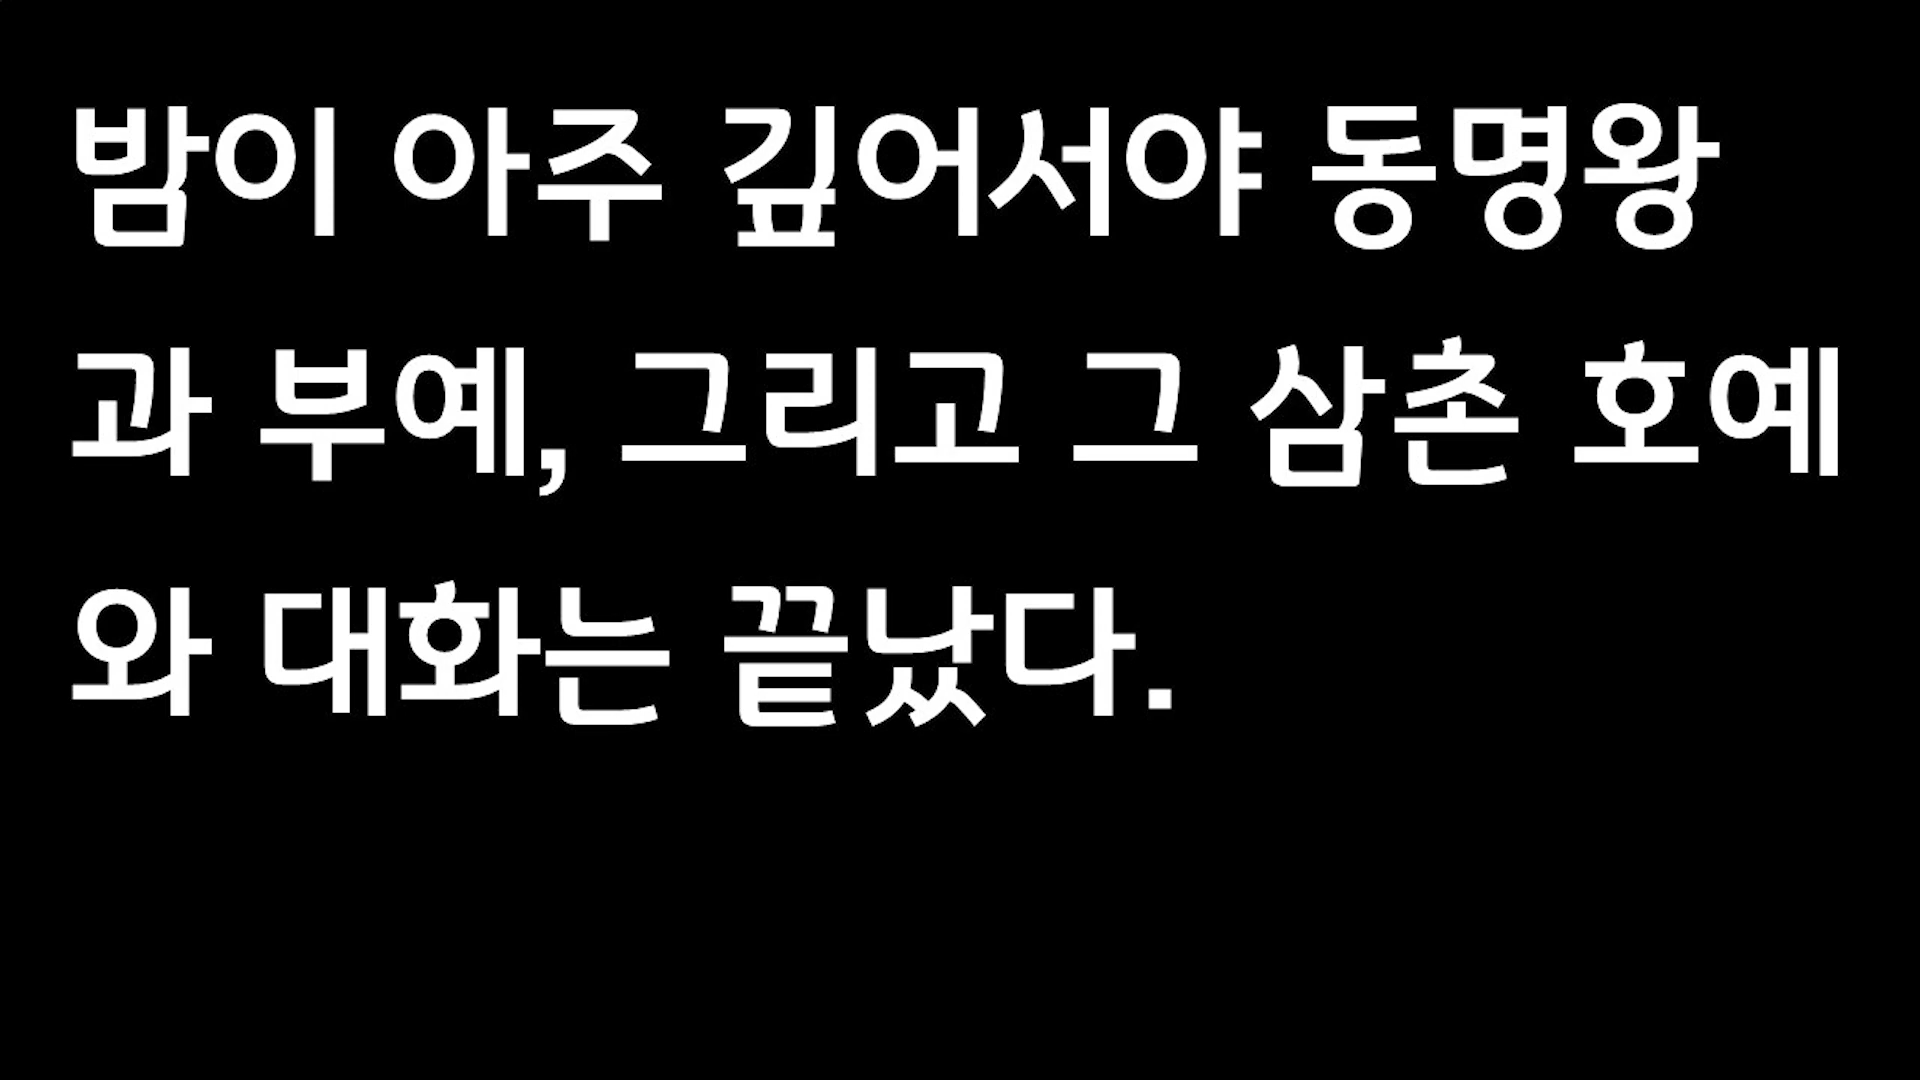 밤이 아주 깊어서야 동명왕
과 부예, 그리고 그 삼촌 호예
와 대화는 끝났다.